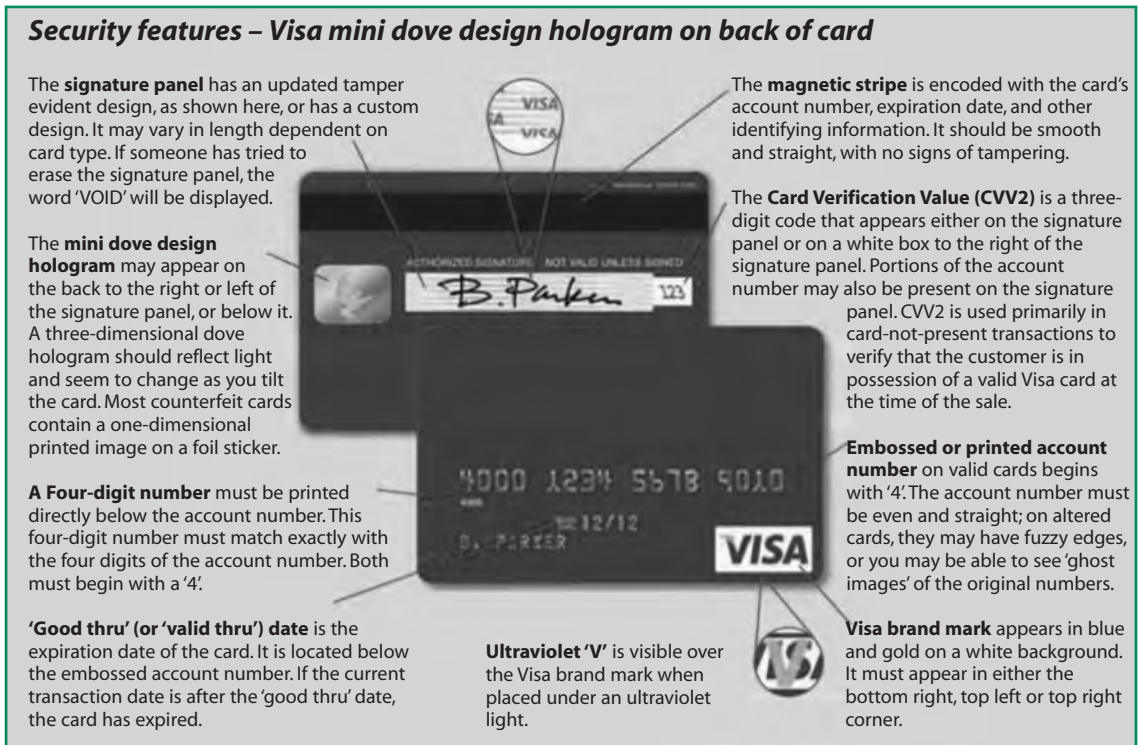 Security features – Visa mini dove design hologram on back of card
The signature panel has an updated tamper
evident design, as shown here, or has a custom
design. It may vary in length dependent on
card type. If someone has tried to
erase the signature panel, the
word 'VOID' will be displayed.
The mini dove design
hologram may appear on
the back to the right or left of
the signature panel, or below it.
A three-dimensional dove
hologram should reflect light
and seem to change as you tilt
the card. Most counterfeit cards
contain a one-dimensional
printed image on a foil sticker.
A Four-digit number must be printed
directly below the account number. This
four-digit number must match exactly with
the four digits of the account number. Both
must begin with a '4'.
'Good thru' (or 'valid thru') date is the
expiration date of the card. It is located below
the embossed account number. If the current
transaction date is after the 'good thru' date,
the card has expired.
VISA
VISA
AUTHORIZED SIGNATURE NOT VALID UNLESS SIGNED
B. Parker 123
4000 1234 5678 9010
12/12
B. PARKER
VISA
Ultraviolet 'V' is visible over
the Visa brand mark when
placed under an ultraviolet
light.
The magnetic stripe is encoded with the card's
account number, expiration date, and other
identifying information. It should be smooth
and straight, with no signs of tampering.
The Card Verification Value (CVV2) is a three-
digit code that appears either on the signature
panel or on a white box to the right of the
signature panel. Portions of the account
number may also be present on the signature
panel. CVV2 is used primarily in
card-not-present transactions to
verify that the customer is in
possession of a valid Visa card at
the time of the sale.
Embossed or printed account
number on valid cards begins
with '4'. The account number must
be even and straight; on altered
cards, they may have fuzzy edges,
or you may be able to see 'ghost
images' of the original numbers.
Visa brand mark appears in blue
and gold on a white background.
It must appear in either the
bottom right, top left or top right
corner.